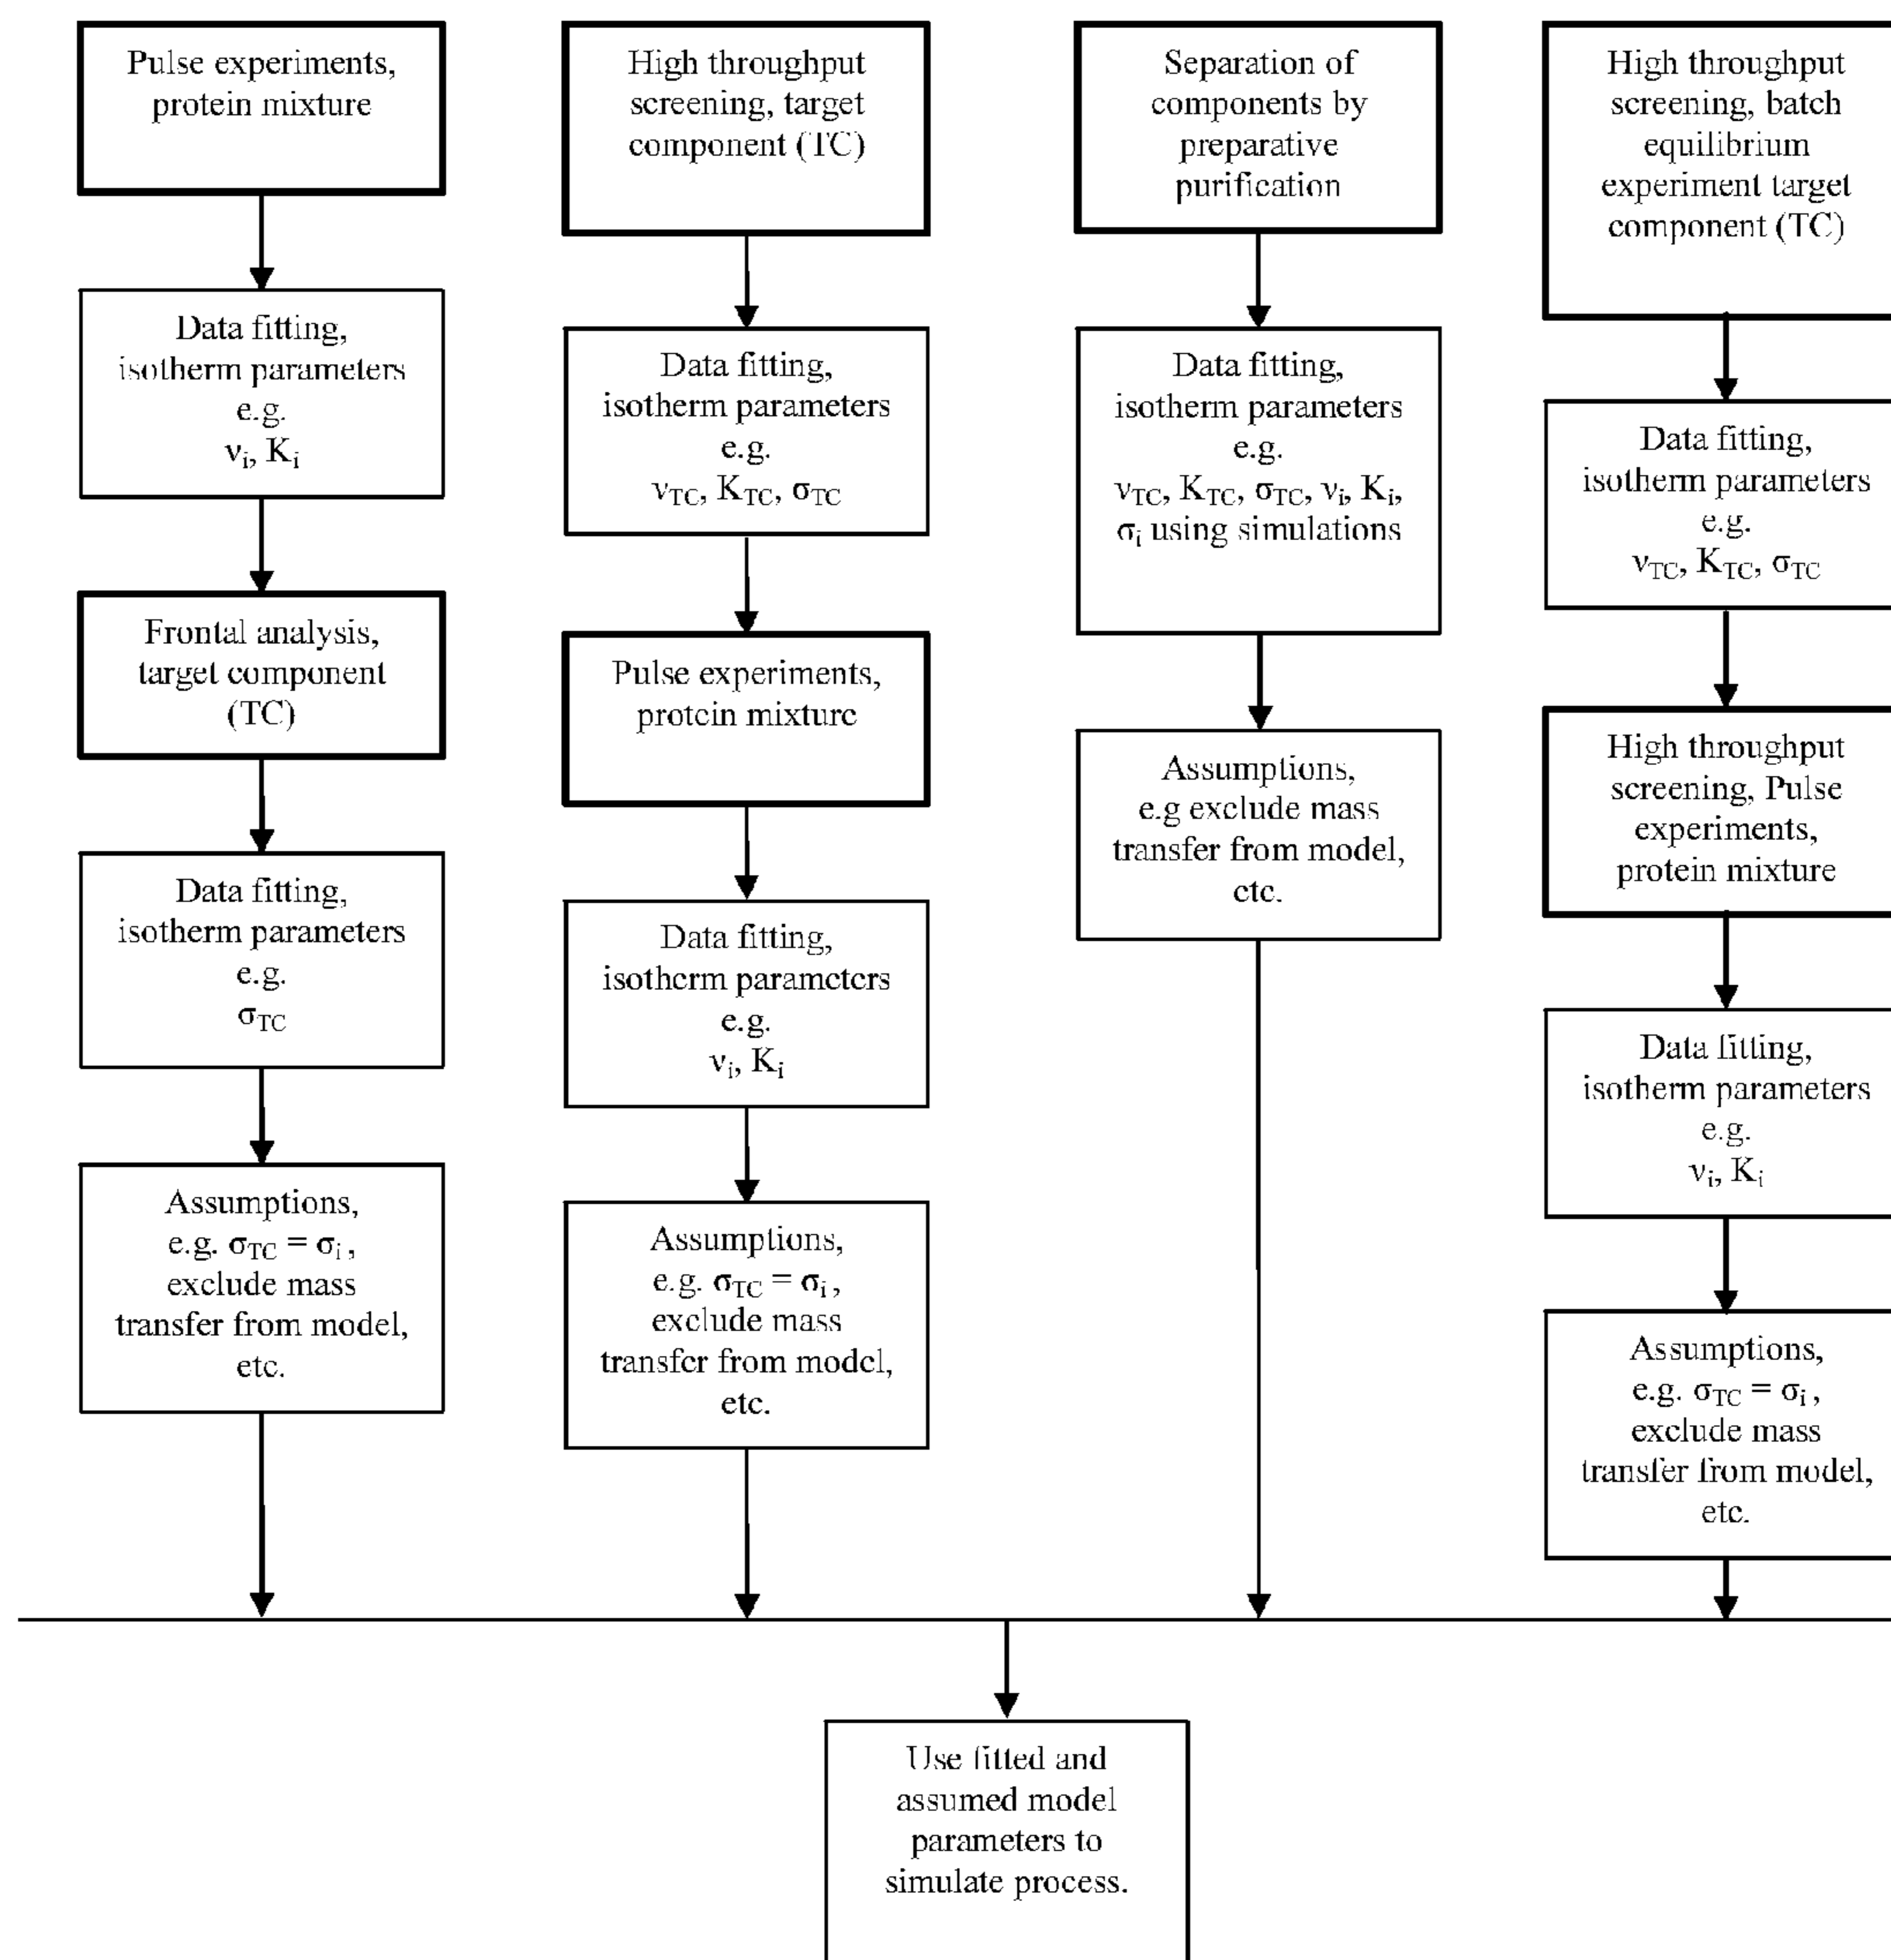 Pulse experiments,
protein mixture
Data fitting,
isotherm parameters
e.g.
νi, Ki
Frontal analysis,
target component
(TC)
Data fitting,
isotherm parameters
e.g.
σTC
Assumptions,
e.g. σTC = σi ,
exclude mass
transfer from model,
etc.
High throughput
screening, target
component (TC)
Data fitting,
isotherm parameters
e.g.
νTC, KTC, σTC
Pulse experiments,
protein mixture
Data fitting,
isotherm parameters
e.g.
νi, Ki
Assumptions,
e.g. σTC = σi ,
exclude mass
transfer from model,
etc.
Separation of
components by
preparative
purification
Data fitting,
isotherm parameters
e.g.
νTC, KTC, σTC, νi, Ki,
σi using simulations
Assumptions,
e.g exclude mass
transfer from model,
etc.
High throughput
screening, batch
equilibrium
experiment target
component (TC)
Data fitting,
isotherm parameters
e.g.
νTC, KTC, σTC
High throughput
screening, Pulse
experiments,
protein mixture
Data fitting,
isotherm parameters
e.g.
νi, Ki
Assumptions,
e.g. σTC = σi ,
exclude mass
transfer from model,
etc.
Use fitted and
assumed model
parameters to
simulate process.